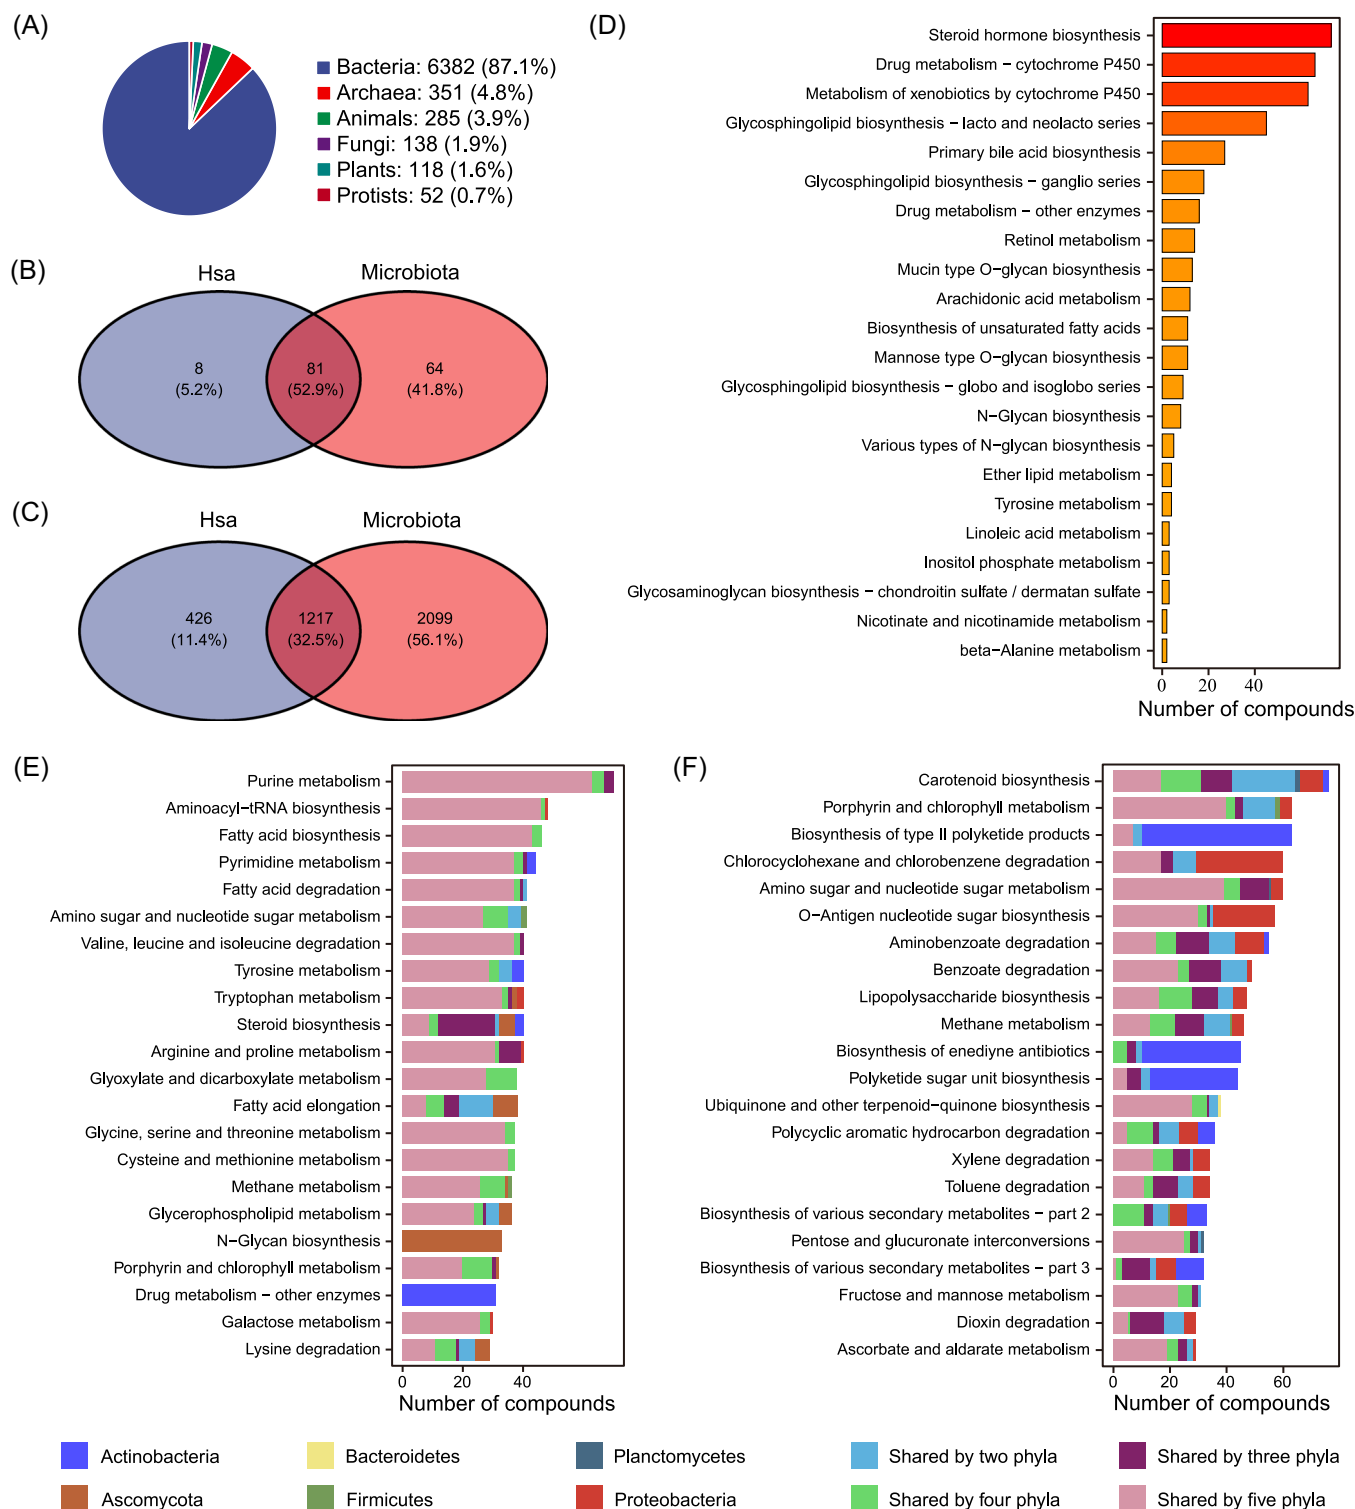 (A)
Bacteria: 6382 (87.1%)
Archaea: 351 (4.8%)
Animals: 285 (3.9%)
Fungi: 138 (1.9%)
Plants: 118 (1.6%)
Protists: 52 (0.7%)
(B)
Hsa Microbiota
8 81 64
(5.2%) (52.9%) (41.8%)
(C)
Hsa Microbiota
426 1217 2099
(11.4%) (32.5%) (56.1%)
(D)
Steroid hormone biosynthesis
Drug metabolism − cytochrome P450
Metabolism of xenobiotics by cytochrome P450
Glycosphingolipid biosynthesis − lacto and neolacto series
Primary bile acid biosynthesis
Glycosphingolipid biosynthesis − ganglio series
Drug metabolism − other enzymes
Retinol metabolism
Mucin type O−glycan biosynthesis
Arachidonic acid metabolism
Biosynthesis of unsaturated fatty acids
Mannose type O−glycan biosynthesis
Glycosphingolipid biosynthesis − globo and isoglobo series
N−Glycan biosynthesis
Various types of N−glycan biosynthesis
Ether lipid metabolism
Tyrosine metabolism
Linoleic acid metabolism
Inositol phosphate metabolism
Glycosaminoglycan biosynthesis − chondroitin sulfate / dermatan sulfate
Nicotinate and nicotinamide metabolism
beta−Alanine metabolism
0 20 40
Number of compounds
(E)
Purine metabolism
Aminoacyl−tRNA biosynthesis
Fatty acid biosynthesis
Pyrimidine metabolism
Fatty acid degradation
Amino sugar and nucleotide sugar metabolism
Valine, leucine and isoleucine degradation
Tyrosine metabolism
Tryptophan metabolism
Steroid biosynthesis
Arginine and proline metabolism
Glyoxylate and dicarboxylate metabolism
Fatty acid elongation
Glycine, serine and threonine metabolism
Cysteine and methionine metabolism
Methane metabolism
Glycerophospholipid metabolism
N−Glycan biosynthesis
Porphyrin and chlorophyll metabolism
Drug metabolism − other enzymes
Galactose metabolism
Lysine degradation
0 20 40
Number of compounds
(F)
Carotenoid biosynthesis
Porphyrin and chlorophyll metabolism
Biosynthesis of type II polyketide products
Chlorocyclohexane and chlorobenzene degradation
Amino sugar and nucleotide sugar metabolism
O−Antigen nucleotide sugar biosynthesis
Aminobenzoate degradation
Benzoate degradation
Lipopolysaccharide biosynthesis
Methane metabolism
Biosynthesis of enediyne antibiotics
Polyketide sugar unit biosynthesis
Ubiquinone and other terpenoid−quinone biosynthesis
Polycyclic aromatic hydrocarbon degradation
Xylene degradation
Toluene degradation
Biosynthesis of various secondary metabolites − part 2
Pentose and glucuronate interconversions
Biosynthesis of various secondary metabolites − part 3
Fructose and mannose metabolism
Dioxin degradation
Ascorbate and aldarate metabolism
0 20 40 60
Number of compounds
Actinobacteria Bacteroidetes Planctomycetes Shared by two phyla Shared by three phyla
Ascomycota Firmicutes Proteobacteria Shared by four phyla Shared by five phyla